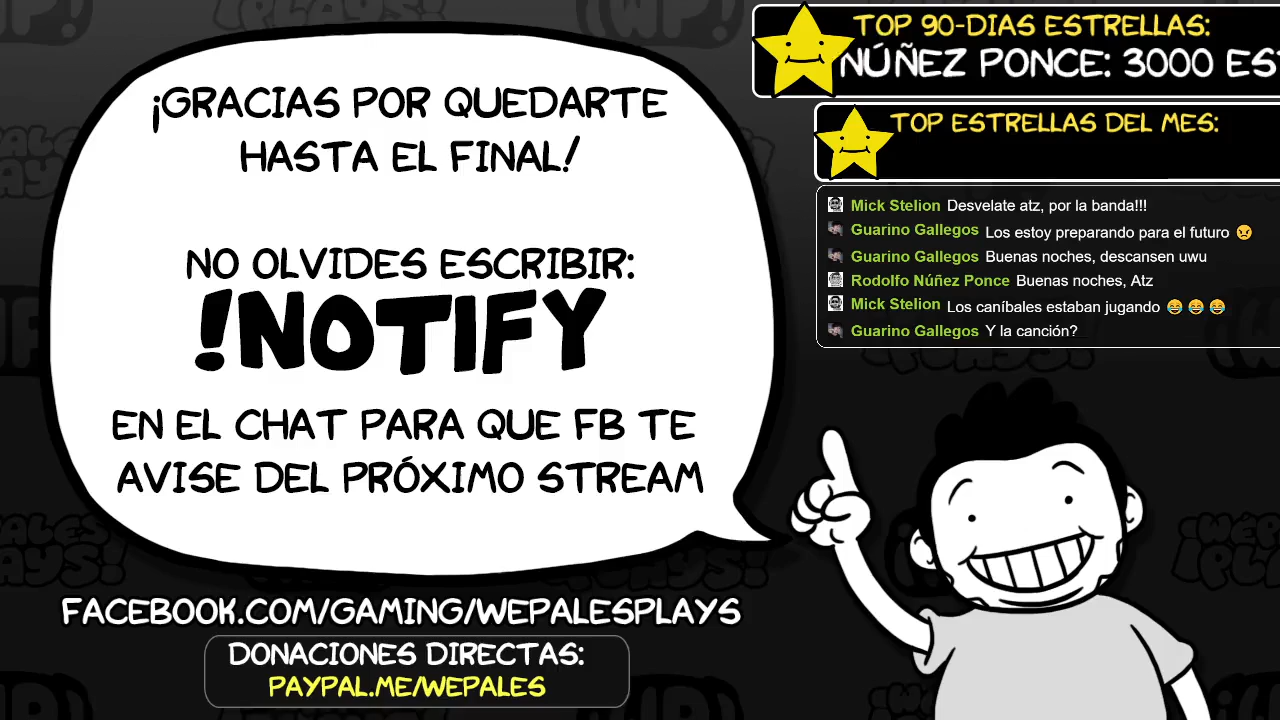 ¡GRACIAS POR QUEDARTE
HASTA EL FINAL!
NO OLVIDES ESCRIBIR:
!NOTIFY
EN EL CHAT PARA QUE FB TE
AVISE DEL PRÓXIMO STREAM
FACEBOOK.COM/GAMING/WEPALESPLAYS
DONACIONES DIRECTAS:
PAYPAL.ME/WEPALES
TOP 90-DIAS ESTRELLAS:
NÚÑEZ PONCE: 3000 ES
TOP ESTRELLAS DEL MES:
Mick Stelion Desvelate atz, por la banda!!!
Guarino Gallegos Los estoy preparando para el futuro 😠
Guarino Gallegos Buenas noches, descansen uwu
Rodolfo Núñez Ponce Buenas noches, Atz
Mick Stelion Los caníbales estaban jugando 😂 😂 😂
Guarino Gallegos Y la canción?